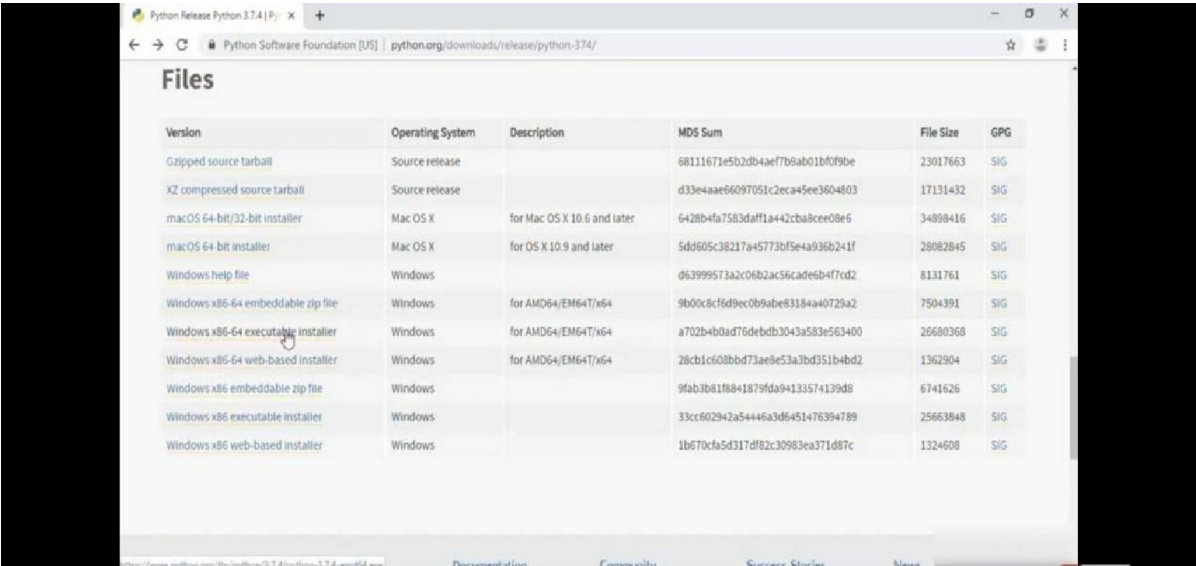 Python Release Python 3.7.4 | Py
Python Software Foundation [US] | python.org/downloads/release/python-374/
Files
Version Operating System Description MD5 Sum File Size GPG
Gzipped source tarball Source release 68111671e5b2db4aef7b9ab01bf0f9be 23017663 SIG
XZ compressed source tarball Source release d33e4aae66097051c2eca45ee3604803 17131432 SIG
macOS 64-bit/32-bit installer Mac OS X for Mac OS X 10.6 and later 6428b4fa7583daff1a442cba8cee08e6 34898416 SIG
macOS 64-bit installer Mac OS X for OS X 10.9 and later 5dd605c38217a45773bf5e4a936b241f 28082845 SIG
Windows help file Windows d63999573a2c06b2ac56cade6b4f7cd2 8131761 SIG
Windows x86-64 embeddable zip file Windows for AMD64/EM64T/x64 9b00c8cf6d9ec0b9abe83184a40729a2 7504391 SIG
Windows x86-64 executable installer Windows for AMD64/EM64T/x64 a702b4b0ad76debdb3043a583e563400 26680368 SIG
Windows x86-64 web-based installer Windows for AMD64/EM64T/x64 28cb1c608bbd73ae8e53a3bd351b4bd2 1362904 SIG
Windows x86 embeddable zip file Windows 9fab3b81f8841879fda94133574139d8 6741626 SIG
Windows x86 executable installer Windows 33cc602942a54446a3d6451476394789 25663848 SIG
Windows x86 web-based installer Windows 1b670cfa5d317df82c30983ea371d87c 1324608 SIG
Documentation Community Success Stories News